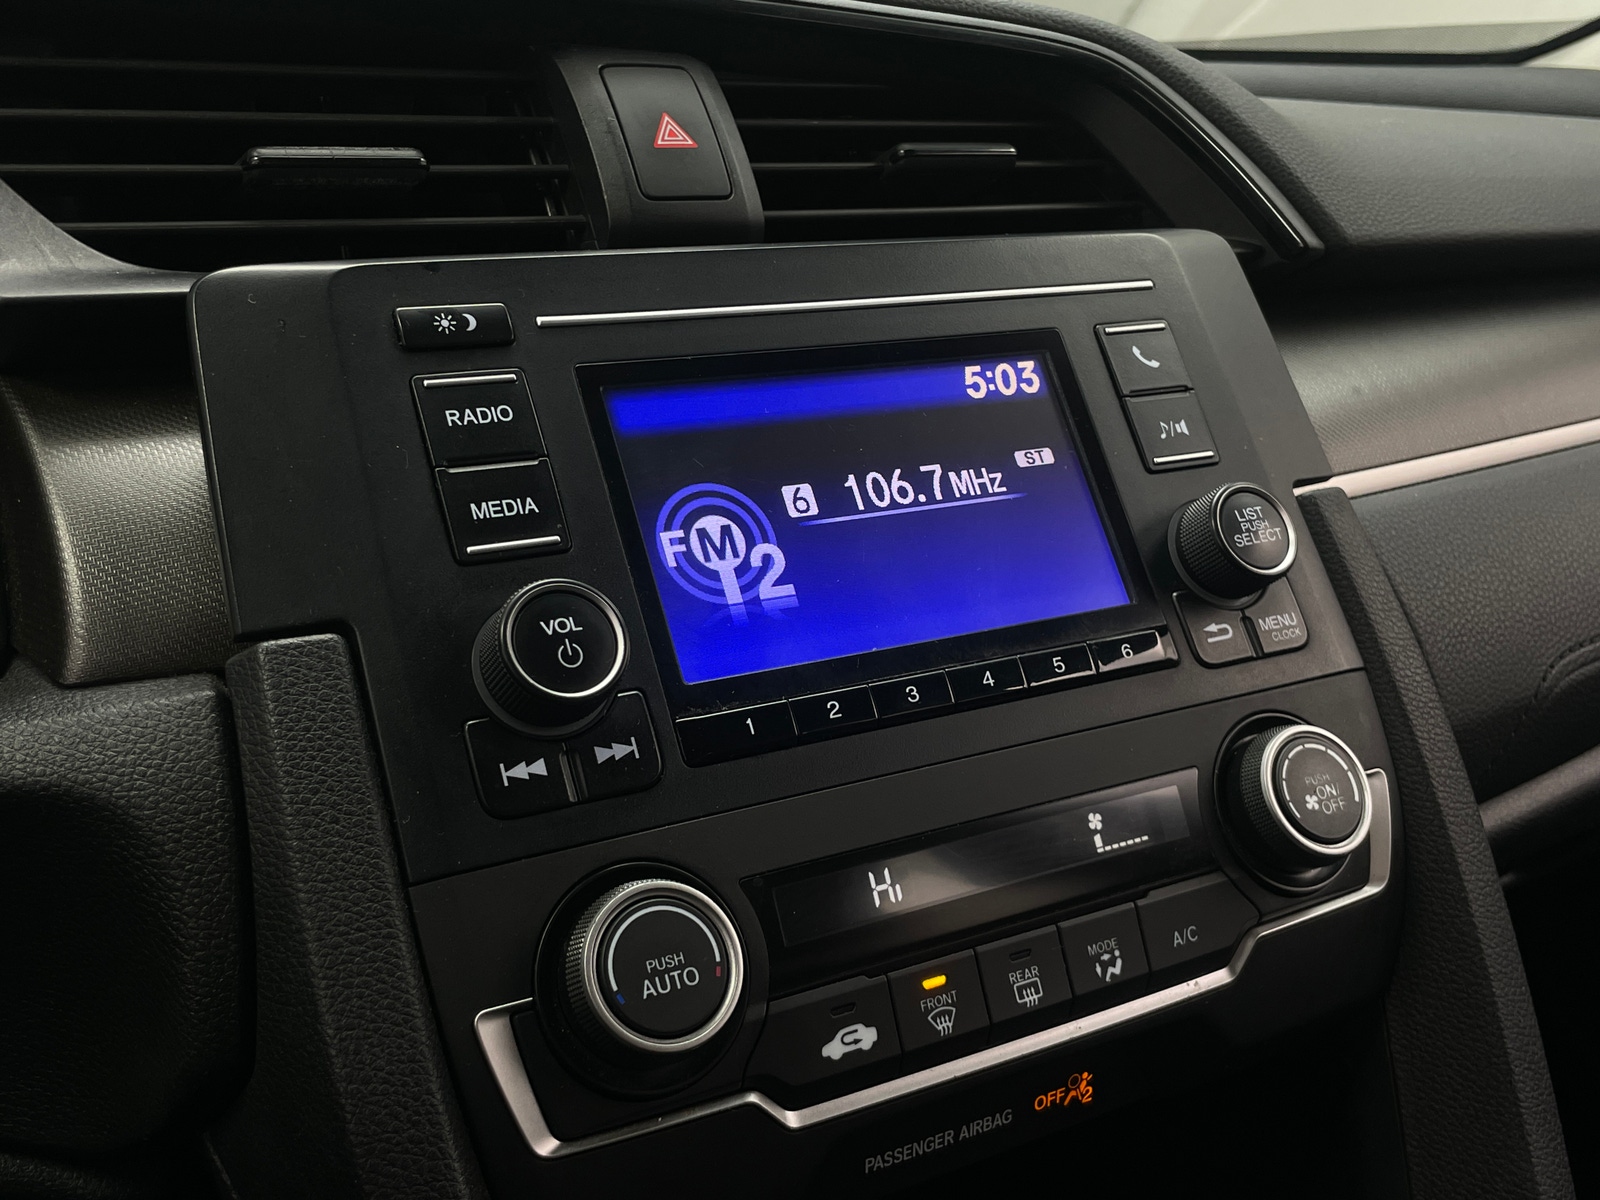 5:03
RADIO
ST
6 106.7MHz
MEDIA
FM 2
LIST
PUSH
SELECT
VOL
MENU
CLOCK
1 2 3 4 5 6
PUSH
ON/
OFF
Hi
PUSH
AUTO
FRONT
REAR
MODE
A/C
PASSENGER AIRBAG
OFF 2